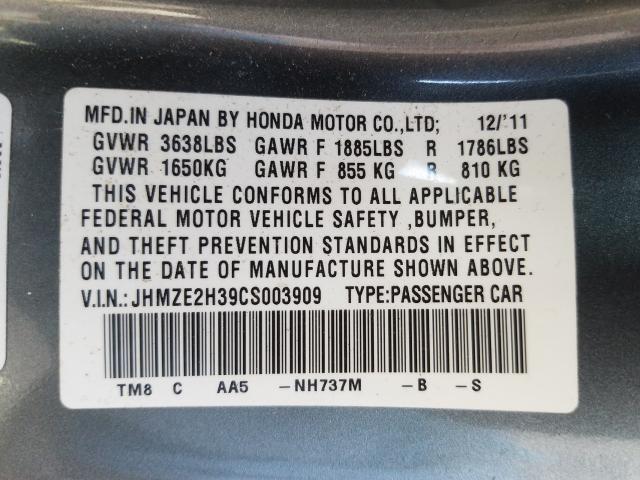 MFD.IN JAPAN BY HONDA MOTOR CO.,LTD; 12/'11
GVWR 3638LBS GAWR F 1885LBS R 1786LBS
GVWR 1650KG GAWR F 855 KG R 810 KG
THIS VEHICLE CONFORMS TO ALL APPLICABLE
FEDERAL MOTOR VEHICLE SAFETY ,BUMPER,
AND THEFT PREVENTION STANDARDS IN EFFECT
ON THE DATE OF MANUFACTURE SHOWN ABOVE.
V.I.N.:JHMZE2H39CS003909 TYPE:PASSENGER CAR
TM8 C AA5 -NH737M -B -S